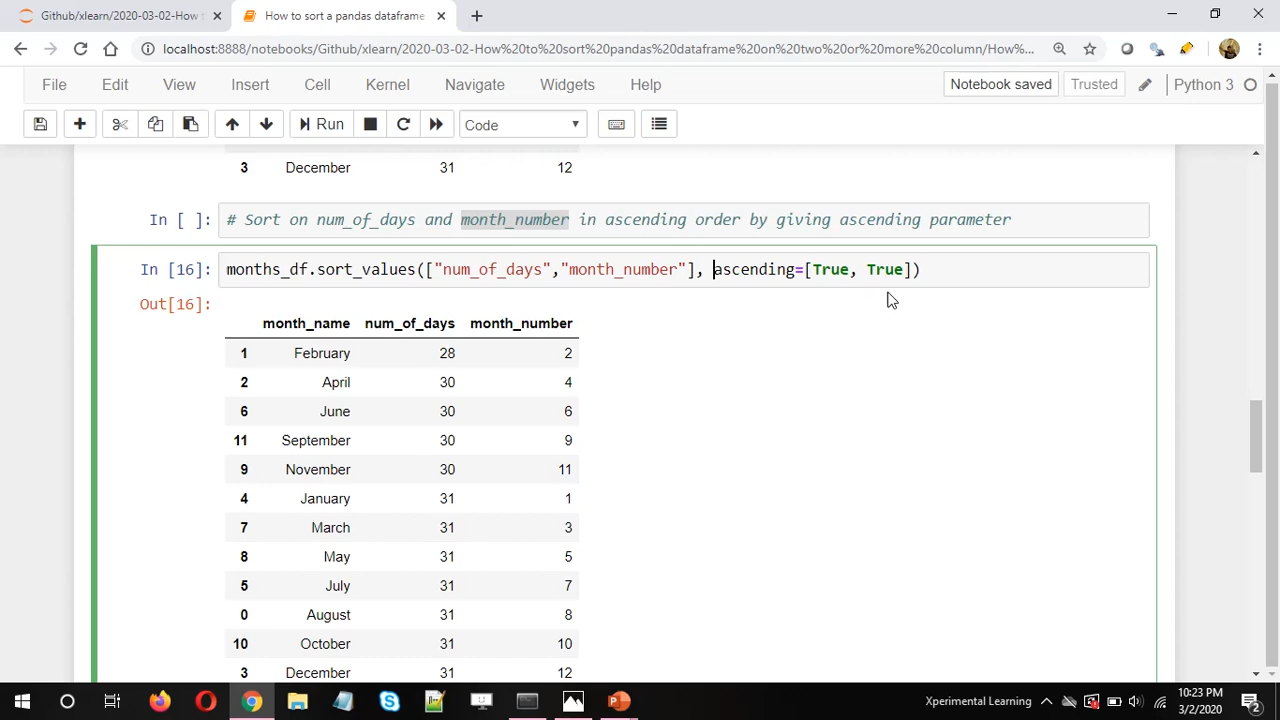 Github/xlearn/2020-03-02-How t
How to sort a pandas dataframe
localhost:8888/notebooks/Github/xlearn/2020-03-02-How%20to%20sort%20pandas%20dataframe%20on%20two%20or%20more%20column/How%...
File Edit View Insert Cell Kernel Navigate Widgets Help Notebook saved Trusted Python 3
Run Code
3 December 31 12
In [ ]: # Sort on num_of_days and month_number in ascending order by giving ascending parameter
In [16]: months_df.sort_values(["num_of_days","month_number"], ascending=[True, True])
Out[16]:
month_name num_of_days month_number
1 February 28 2
2 April 30 4
6 June 30 6
11 September 30 9
9 November 30 11
4 January 31 1
7 March 31 3
8 May 31 5
5 July 31 7
0 August 31 8
10 October 31 10
3 December 31 12
Xperimental Learning
10:23 PM
3/2/2020
2